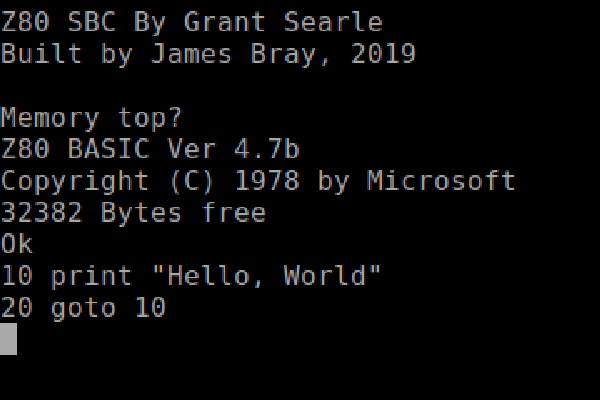 Z80 SBC By Grant Searle
Built by James Bray, 2019
Memory top?
Z80 BASIC Ver 4.7b
Copyright (C) 1978 by Microsoft
32382 Bytes free
Ok
10 print "Hello, World"
20 goto 10